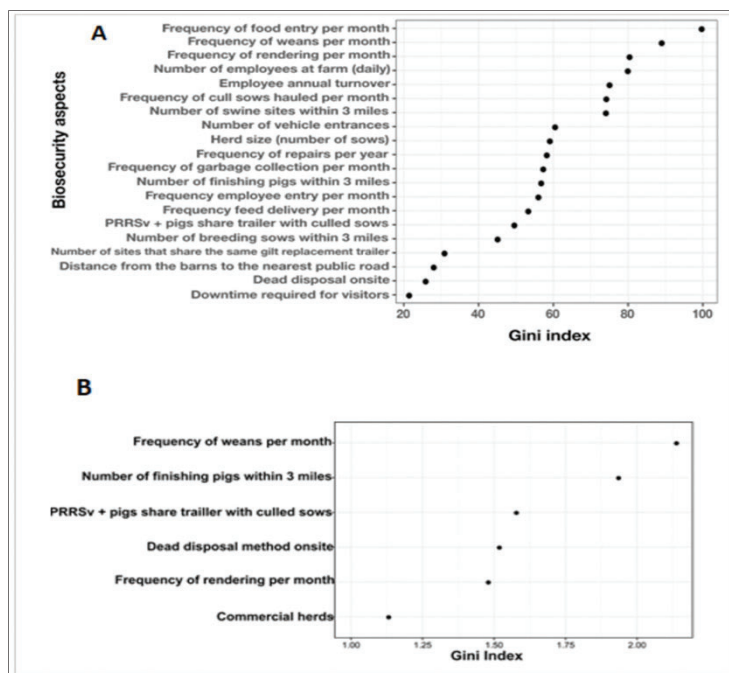 A
Biosecurity aspects
Frequency of food entry per month
Frequency of weans per month
Frequency of rendering per month
Number of employees at farm (daily)
Employee annual turnover
Frequency of cull sows hauled per month
Number of swine sites within 3 miles
Number of vehicle entrances
Herd size (number of sows)
Frequency of repairs per year
Frequency of garbage collection per month
Number of finishing pigs within 3 miles
Frequency employee entry per month
Frequency feed delivery per month
PRRSv + pigs share trailer with culled sows
Number of breeding sows within 3 miles
Number of sites that share the same gilt replacement trailer
Distance from the barns to the nearest public road
Dead disposal onsite
Downtime required for visitors
20 40 60 80 100
Gini index
B
Frequency of weans per month
Number of finishing pigs within 3 miles
PRRSv + pigs share trailler with culled sows
Dead disposal method onsite
Frequency of rendering per month
Commercial herds
1.00 1.25 1.50 1.75 2.00
Gini Index